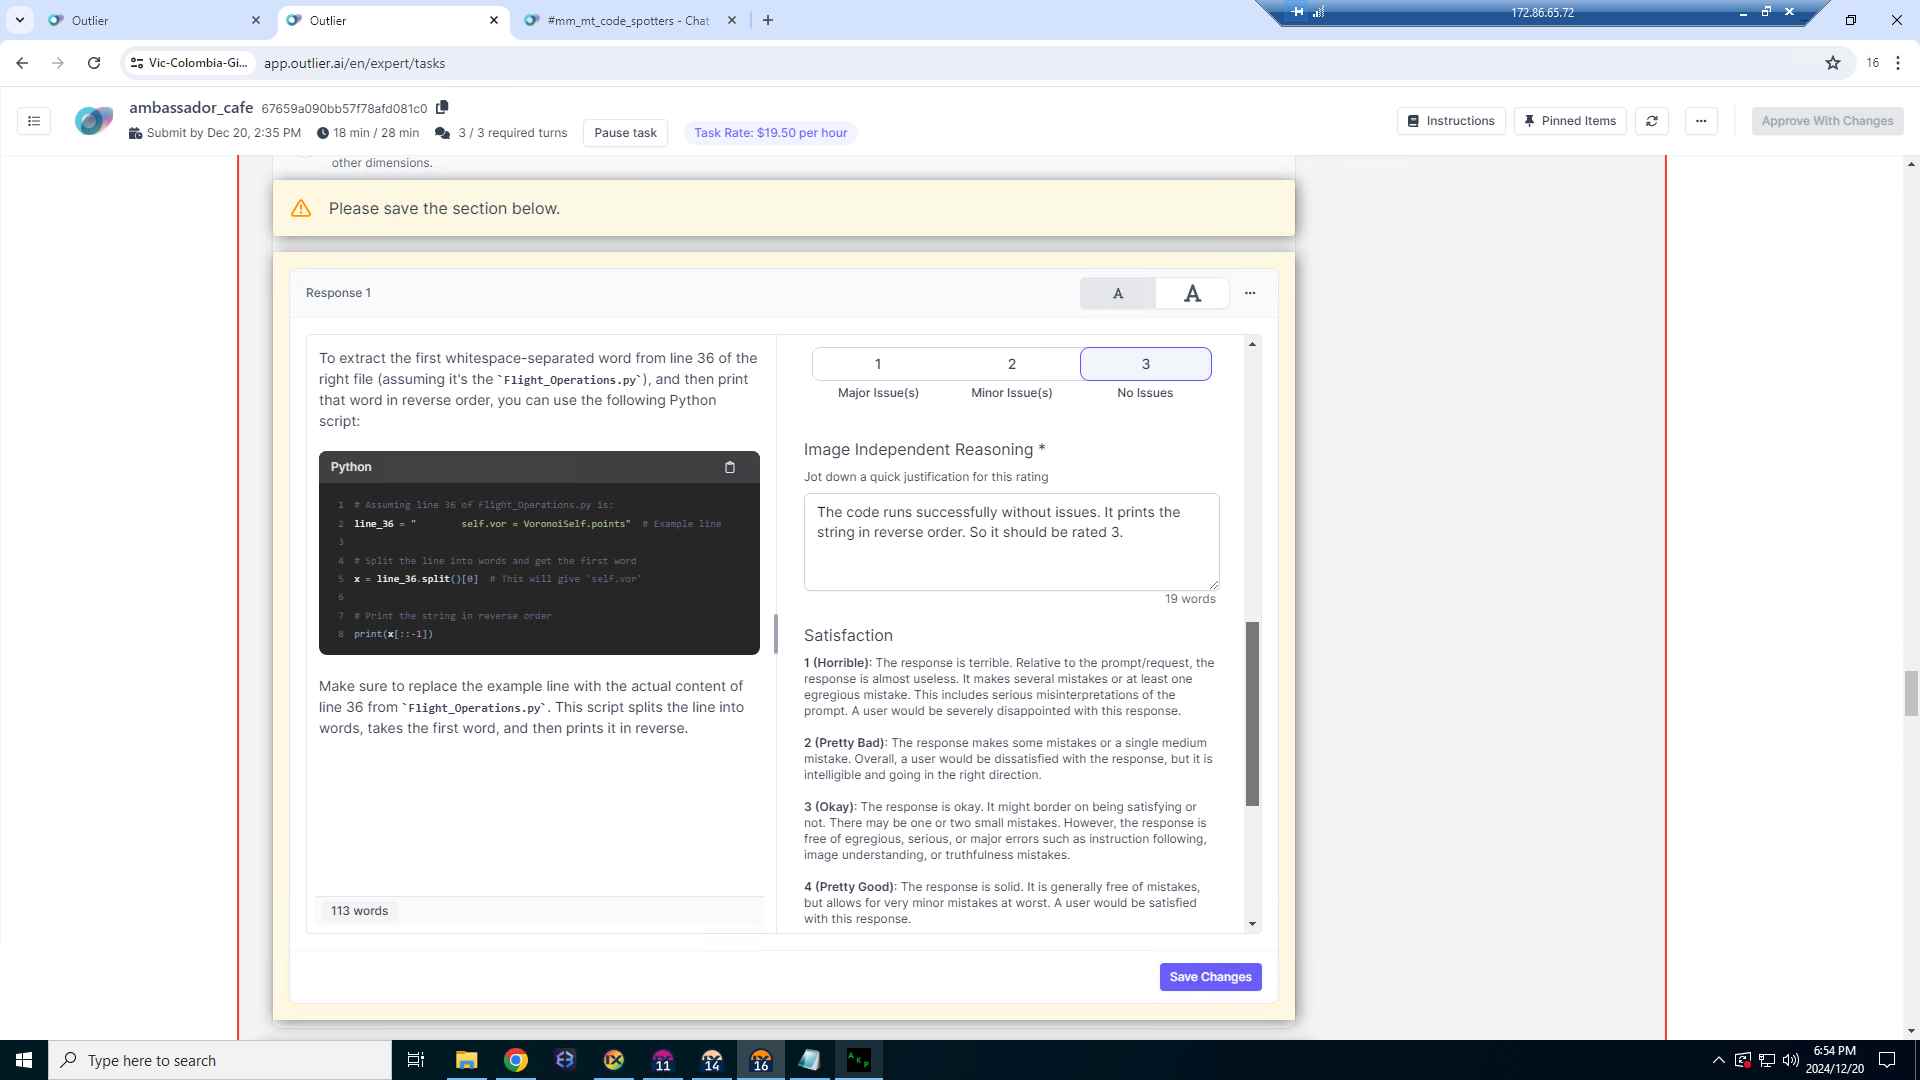 Outlier
Outlier
#mm_mt_code_spotters - Chat
172.86.65.72
Vic-Colombia-Gi...
app.outlier.ai/en/expert/tasks
16
ambassador_cafe 67659a090bb57f78afd081c0
Submit by Dec 20, 2:35 PM
18 min / 28 min
3 / 3 required turns
Pause task
Task Rate: $19.50 per hour
Instructions
Pinned Items
Approve With Changes
other dimensions.
Please save the section below.
Response 1
A
A
To extract the first whitespace-separated word from line 36 of the
right file (assuming it's the `Flight_Operations.py`), and then print
that word in reverse order, you can use the following Python
script:
Python
1 # Assuming line 36 of Flight_Operations.py is:
2 line_36 = "        self.vor = VoronoiSelf.points"  # Example line
3
4 # Split the line into words and get the first word
5 x = line_36.split()[0]  # This will give 'self.vor'
6
7 # Print the string in reverse order
8 print(x[::-1])
Make sure to replace the example line with the actual content of
line 36 from `Flight_Operations.py`. This script splits the line into
words, takes the first word, and then prints it in reverse.
113 words
1
2
3
Major Issue(s)
Minor Issue(s)
No Issues
Image Independent Reasoning *
Jot down a quick justification for this rating
The code runs successfully without issues. It prints the
string in reverse order. So it should be rated 3.
19 words
Satisfaction
1 (Horrible): The response is terrible. Relative to the prompt/request, the
response is almost useless. It makes several mistakes or at least one
egregious mistake. This includes serious misinterpretations of the
prompt. A user would be severely disappointed with this response.
2 (Pretty Bad): The response makes some mistakes or a single medium
mistake. Overall, a user would be dissatisfied with the response, but it is
intelligible and going in the right direction.
3 (Okay): The response is okay. It might border on being satisfying or
not. There may be one or two small mistakes. However, the response is
free of egregious, serious, or major errors such as instruction following,
image understanding, or truthfulness mistakes.
4 (Pretty Good): The response is solid. It is generally free of mistakes,
but allows for very minor mistakes at worst. A user would be satisfied
with this response.
Save Changes
Type here to search
11
14
16
6:54 PM
2024/12/20